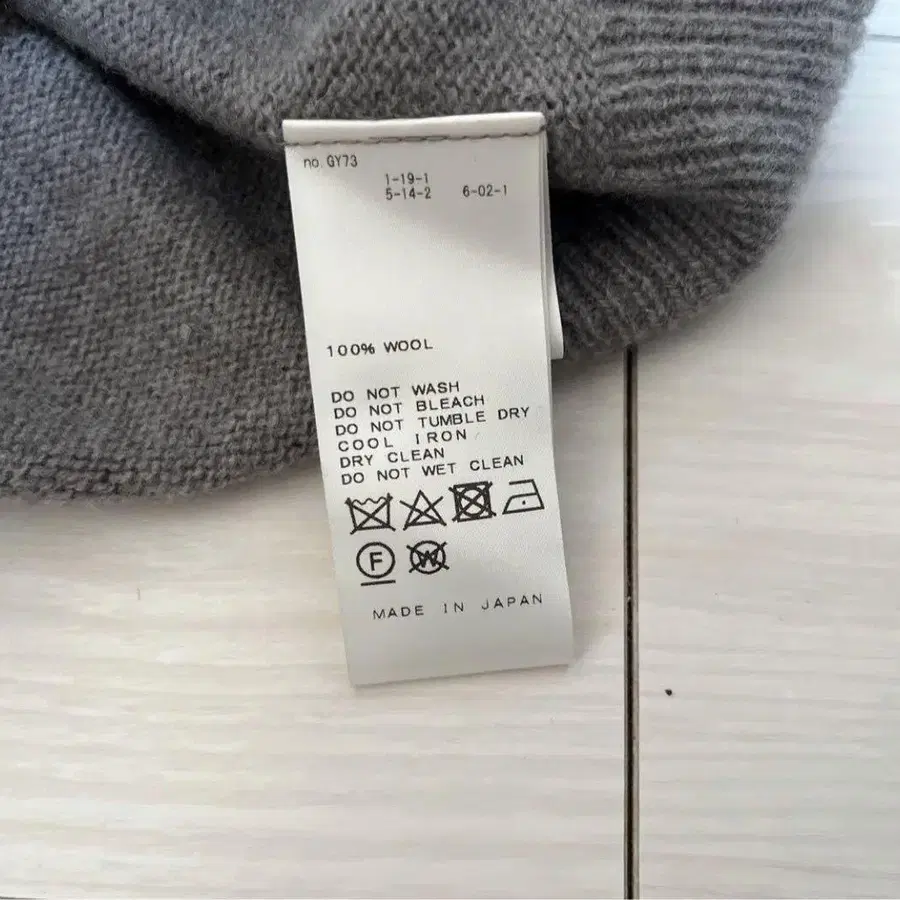 no. GY73
1-19-1
5-14-2 6-02-1
100% WOOL
DO NOT WASH
DO NOT BLEACH
DO NOT TUMBLE DRY
COOL IRON
DRY CLEAN
DO NOT WET CLEAN
F W
MADE IN JAPAN